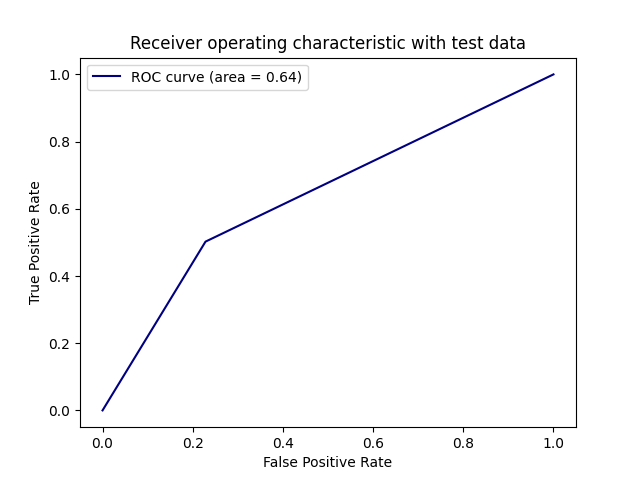 Receiver operating characteristic with test data
ROC curve (area = 0.64)
True Positive Rate
1.0
0.8
0.6
0.4
0.2
0.0
0.0 0.2 0.4 0.6 0.8 1.0
False Positive Rate